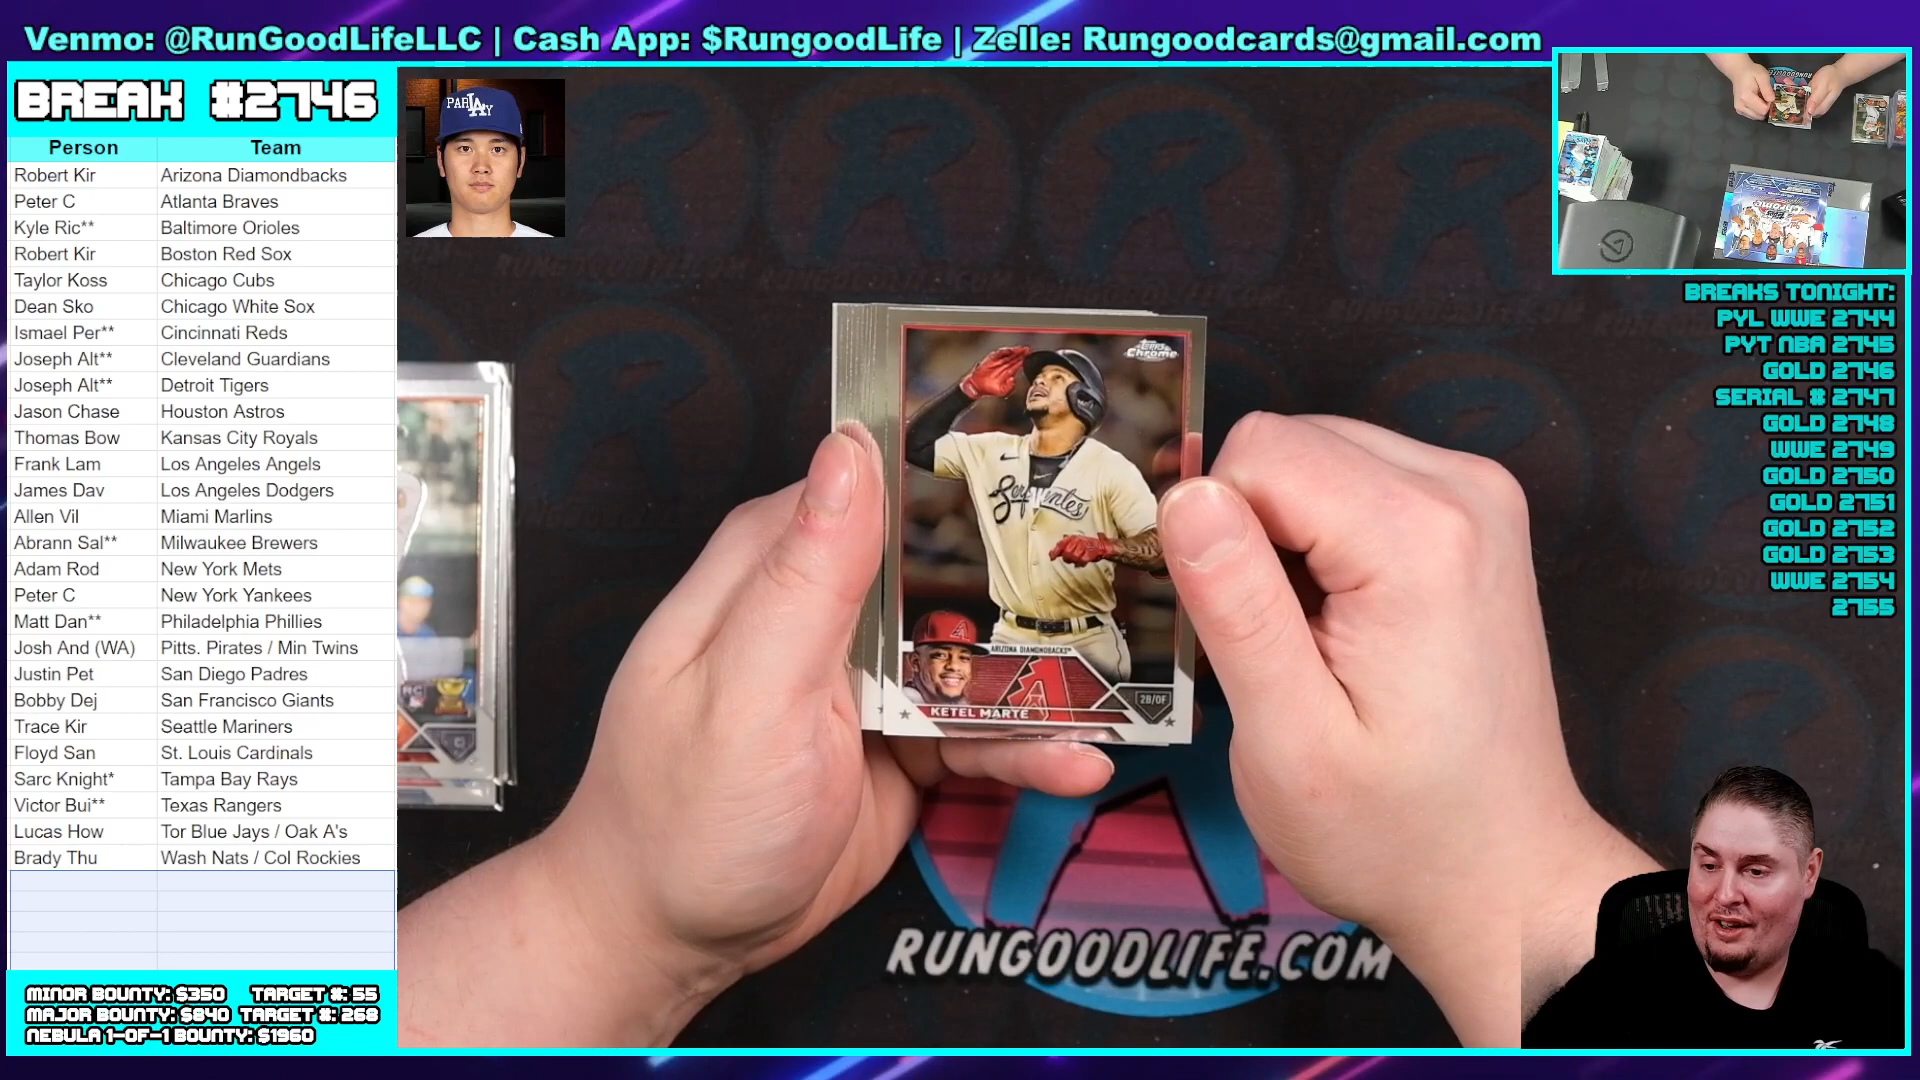 Venmo: @RunGoodLifeLLC | Cash App: $RungoodLife | Zelle: Rungoodcards@gmail.com
BREAK #2746
Person Team
Robert Kir Arizona Diamondbacks
Peter C Atlanta Braves
Kyle Ric** Baltimore Orioles
Robert Kir Boston Red Sox
Taylor Koss Chicago Cubs
Dean Sko Chicago White Sox
Ismael Per** Cincinnati Reds
Joseph Alt** Cleveland Guardians
Joseph Alt** Detroit Tigers
Jason Chase Houston Astros
Thomas Bow Kansas City Royals
Frank Lam Los Angeles Angels
James Dav Los Angeles Dodgers
Allen Vil Miami Marlins
Abrann Sal** Milwaukee Brewers
Adam Rod New York Mets
Peter C New York Yankees
Matt Dan** Philadelphia Phillies
Josh And (WA) Pitts. Pirates / Min Twins
Justin Pet San Diego Padres
Bobby Dej San Francisco Giants
Trace Kir Seattle Mariners
Floyd San St. Louis Cardinals
Sarc Knight* Tampa Bay Rays
Victor Bui** Texas Rangers
Lucas How Tor Blue Jays / Oak A's
Brady Thu Wash Nats / Col Rockies
MINOR BOUNTY: $350 TARGET #: 55
MAJOR BOUNTY: $840 TARGET #: 268
NEBULA 1-OF-1 BOUNTY: $1960
PARLAY
Topps
Chrome
Serpientes
ARIZONA DIAMONDBACKS
KETEL MARTE
2B/OF
RC
RUNGOODLIFE.COM
BREAKS TONIGHT:
PYL WWE 2744
PYT NBA 2745
GOLD 2746
SERIAL # 2747
GOLD 2748
WWE 2749
GOLD 2750
GOLD 2751
GOLD 2752
GOLD 2753
WWE 2754
2755